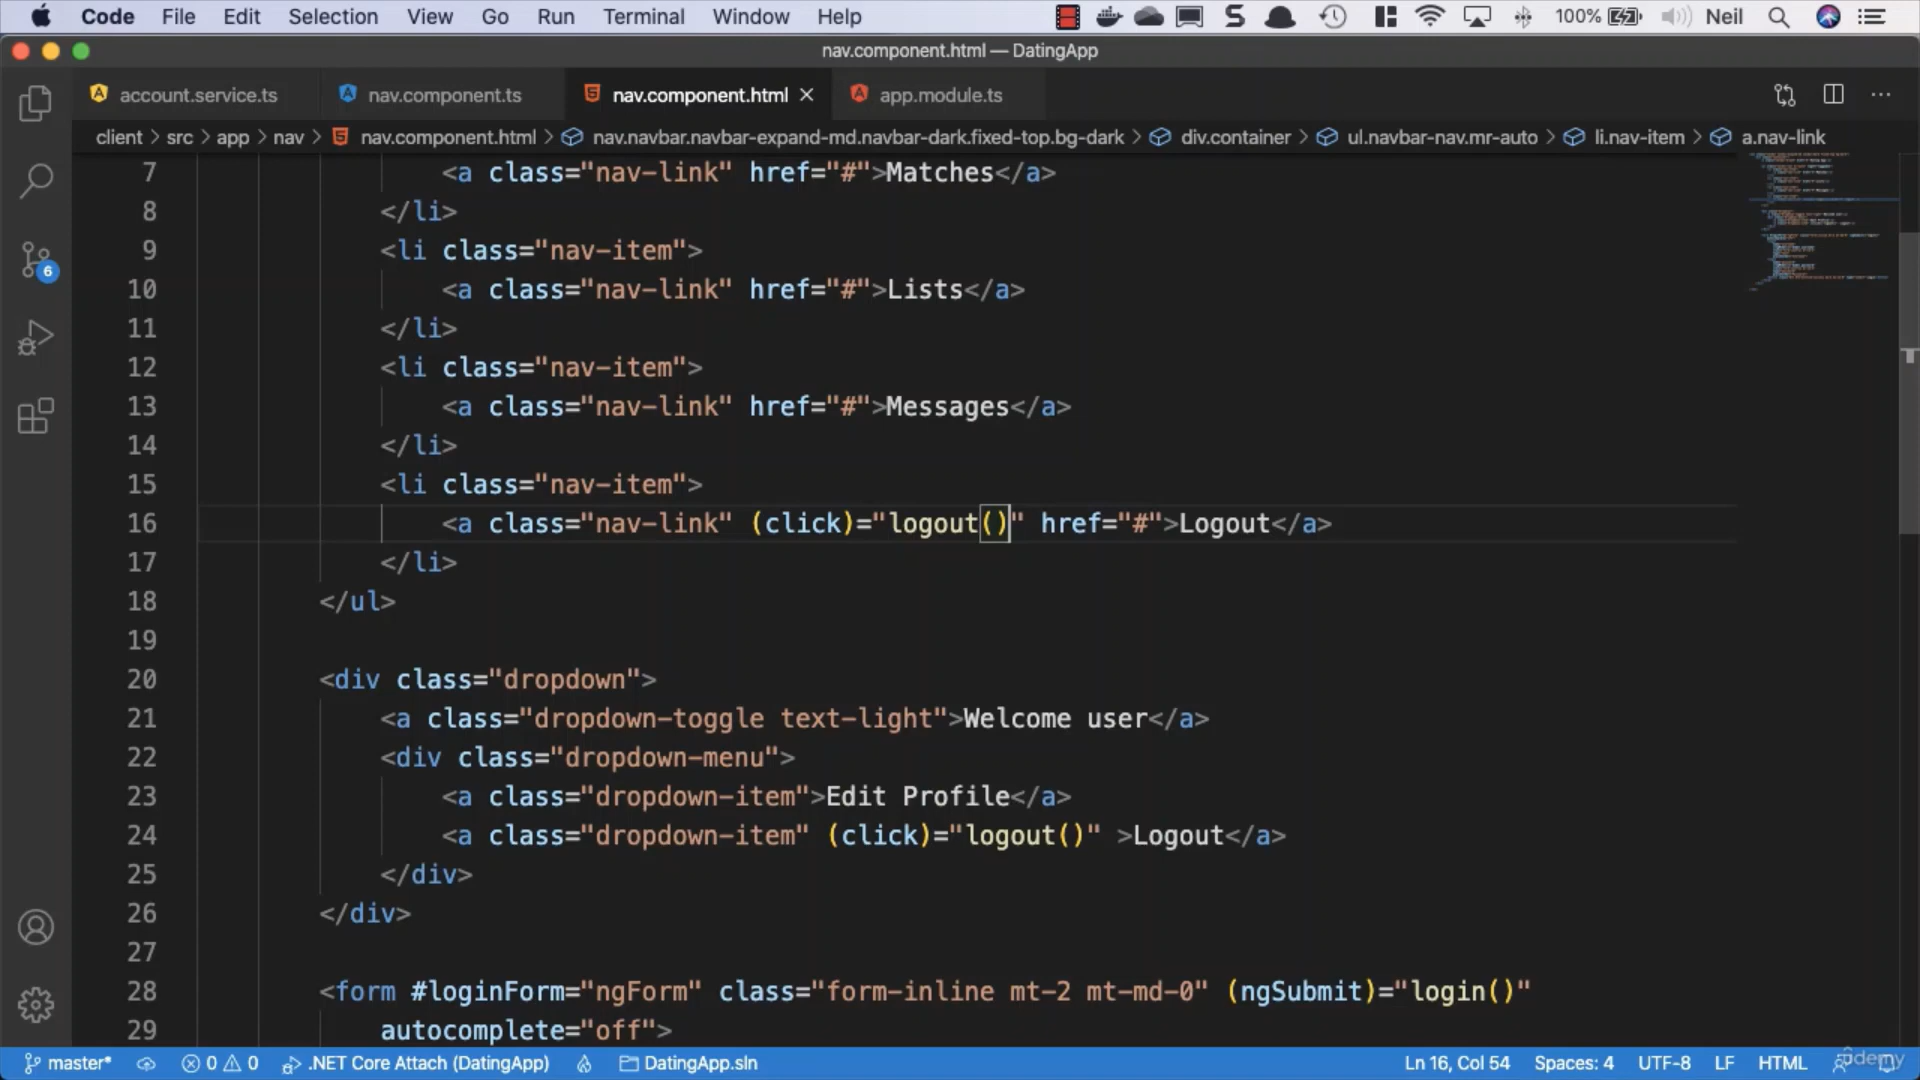 Code File Edit Selection View Go Run Terminal Window Help 100% Neil
nav.component.html — DatingApp
account.service.ts nav.component.ts nav.component.html app.module.ts
client > src > app > nav > nav.component.html > nav.navbar.navbar-expand-md.navbar-dark.fixed-top.bg-dark > div.container > ul.navbar-nav.mr-auto > li.nav-item > a.nav-link
7 <a class="nav-link" href="#">Matches</a>
8 </li>
9 <li class="nav-item">
10 <a class="nav-link" href="#">Lists</a>
11 </li>
12 <li class="nav-item">
13 <a class="nav-link" href="#">Messages</a>
14 </li>
15 <li class="nav-item">
16 <a class="nav-link" (click)="logout()" href="#">Logout</a>
17 </li>
18 </ul>
19
20 <div class="dropdown">
21 <a class="dropdown-toggle text-light">Welcome user</a>
22 <div class="dropdown-menu">
23 <a class="dropdown-item">Edit Profile</a>
24 <a class="dropdown-item" (click)="logout()" >Logout</a>
25 </div>
26 </div>
27
28 <form #loginForm="ngForm" class="form-inline mt-2 mt-md-0" (ngSubmit)="login()"
29 autocomplete="off">
6
master* 0 0 .NET Core Attach (DatingApp) DatingApp.sln Ln 16, Col 54 Spaces: 4 UTF-8 LF HTML
udemy